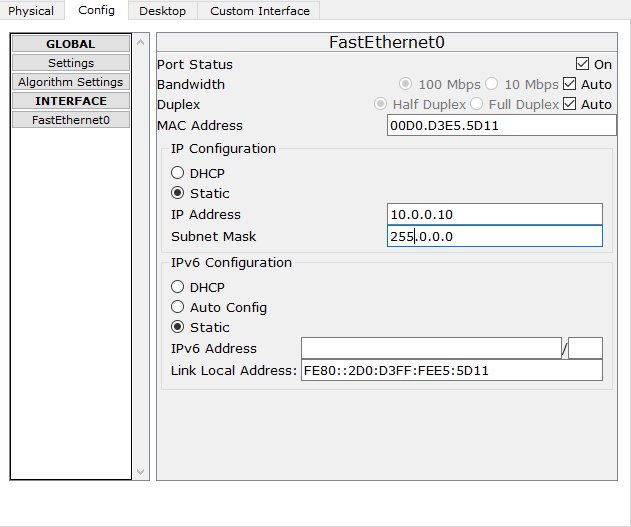 Physical Config Desktop Custom Interface
GLOBAL
Settings
Algorithm Settings
INTERFACE
FastEthernet0
FastEthernet0
Port Status On
Bandwidth 100 Mbps 10 Mbps Auto
Duplex Half Duplex Full Duplex Auto
MAC Address 00D0.D3E5.5D11
IP Configuration
DHCP
Static
IP Address 10.0.0.10
Subnet Mask 255.0.0.0
IPv6 Configuration
DHCP
Auto Config
Static
IPv6 Address /
Link Local Address: FE80::2D0:D3FF:FEE5:5D11